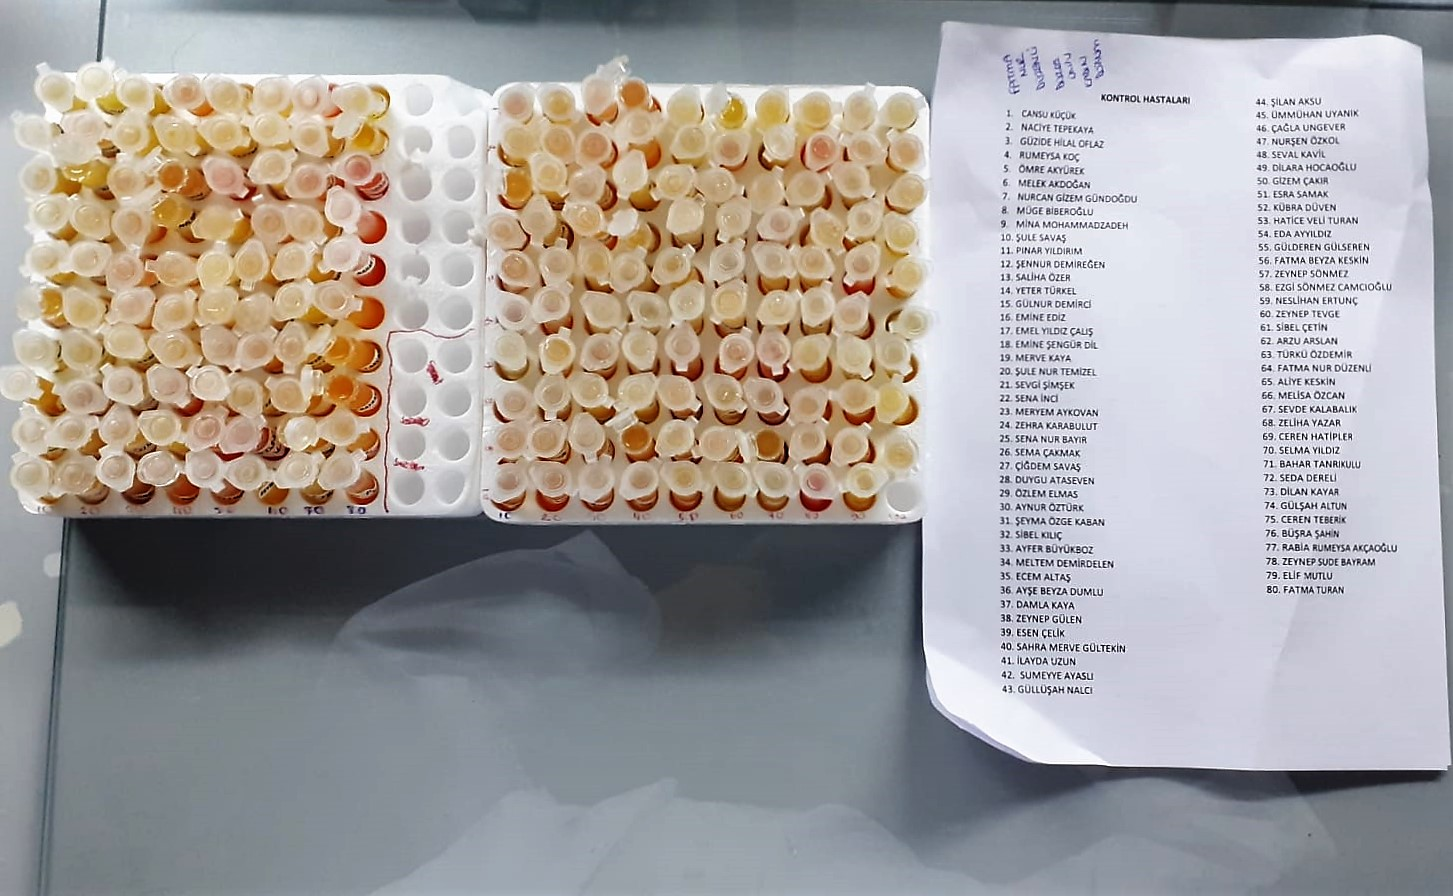 FATMA
NUR
DÜZENLİ
KONTROL HASTALARI
1. CANSU KÜÇÜK
2. NACİYE TEPEKAYA
3. GÜZİDE HİLAL OFLAZ
4. RUMEYSA KOÇ
5. ÖMRE AKYÜREK
6. MELEK AKDOĞAN
7. NURCAN GİZEM GÜNDOĞDU
8. MÜGE BİBEROĞLU
9. MİNA MOHAMMADZADEH
10. ŞULE SAVAŞ
11. PINAR YILDIRIM
12. ŞENNUR DEMİREĞEN
13. SALİHA ÖZER
14. YETER TÜRKEL
15. GÜLNUR DEMİRCİ
16. EMİNE EDİZ
17. EMEL YILDIZ ÇALIŞ
18. EMİNE ŞENGÜR DİL
19. MERVE KAYA
20. ŞULE NUR TEMİZEL
21. SEVGİ ŞİMŞEK
22. SENA İNCİ
23. MERYEM AYKOVAN
24. ZEHRA KARABULUT
25. SENA NUR BAYIR
26. SEMA ÇAKMAK
27. ÇİĞDEM SAVAŞ
28. DUYGU ATASEVEN
29. ÖZLEM ELMAS
30. AYNUR ÖZTÜRK
31. ŞEYMA ÖZGE KABAN
32. SİBEL KILIÇ
33. AYFER BÜYÜKBOZ
34. MELTEM DEMİRDELEN
35. ECEM ALTAŞ
36. AYŞE BEYZA DUMLU
37. DAMLA KAYA
38. ZEYNEP GÜLEN
39. ESEN ÇELİK
40. SAHRA MERVE GÜLTEKİN
41. İLAYDA UZUN
42. SUMEYYE AYASLI
43. GÜLLÜŞAH NALCI
44. ŞİLAN AKSU
45. ÜMMÜHAN UYANIK
46. ÇAĞLA UNGEVER
47. NURŞEN ÖZKOL
48. SEVAL KAVİL
49. DİLARA HOCAOĞLU
50. GİZEM ÇAKIR
51. ESRA SAMAK
52. KÜBRA DÜVEN
53. HATİCE VELİ TURAN
54. EDA AYYILDIZ
55. GÜLDEREN GÜLSEREN
56. FATMA BEYZA KESKİN
57. ZEYNEP SÖNMEZ
58. EZGİ SÖNMEZ CAMCIOĞLU
59. NESLİHAN ERTUNÇ
60. ZEYNEP TEVGE
61. SİBEL ÇETİN
62. ARZU ARSLAN
63. TÜRKÜ ÖZDEMİR
64. FATMA NUR DÜZENLİ
65. ALİYE KESKİN
66. MELİSA ÖZCAN
67. SEVDE KALABALIK
68. ZELİHA YAZAR
69. CEREN HATİPLER
70. SELMA YILDIZ
71. BAHAR TANRIKULU
72. SEDA DERELİ
73. DİLAN KAYAR
74. GÜLŞAH ALTUN
75. CEREN TEBERİK
76. BÜŞRA ŞAHİN
77. RABİA RUMEYSA AKÇAOĞLU
78. ZEYNEP SUDE BAYRAM
79. ELİF MUTLU
80. FATMA TURAN